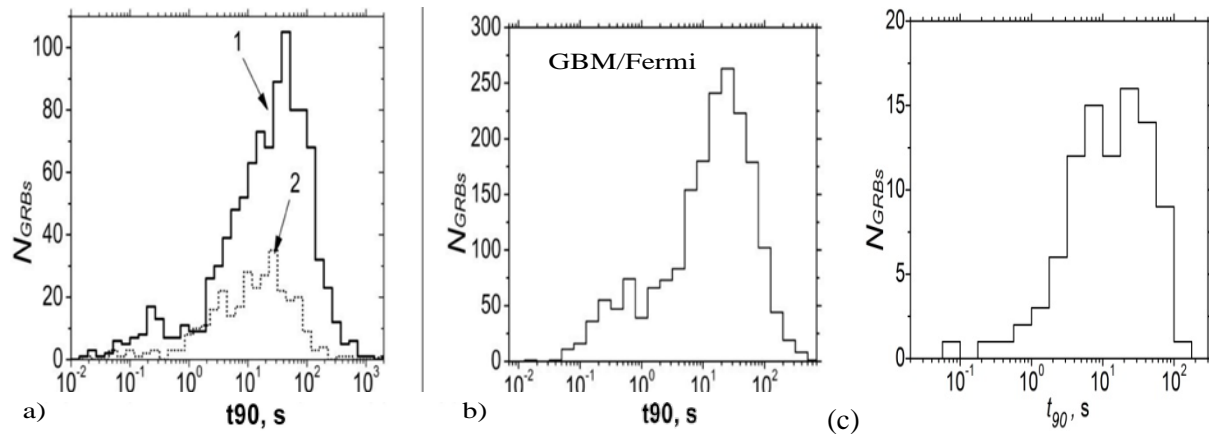 100
80
60
40
20
0
N_GRBs
1
2
10^-2 10^-1 10^0 10^1 10^2 10^3
t90, s
a)
300
250
200
150
100
50
0
N_GRBs
GBM/Fermi
10^-2 10^-1 10^0 10^1 10^2
t90, s
b)
20
15
10
5
0
N_GRBs
10^-1 10^0 10^1 10^2
t_90, s
(c)